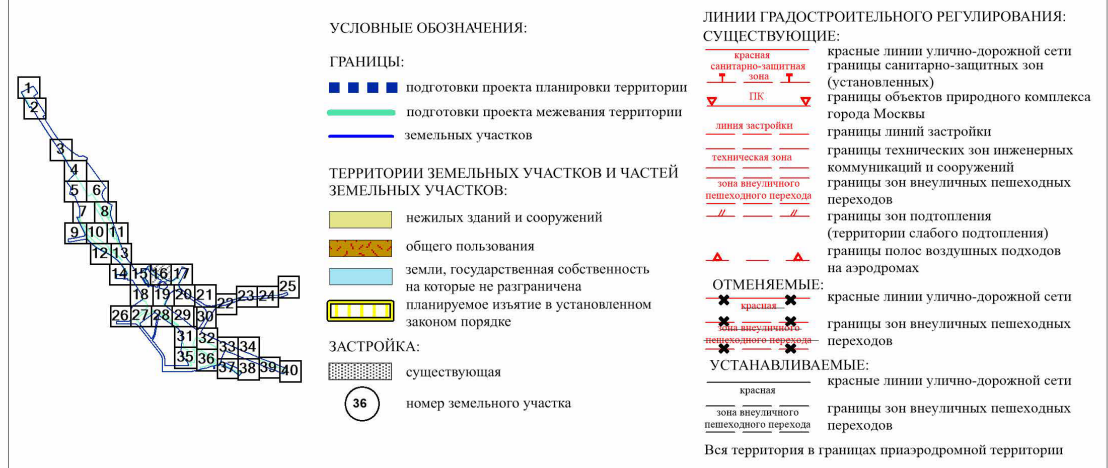 1
2
3
4
5 6
7 8
9 10 11
12 13
14 15 16 17
18 19 20 21 22 23 24 25
26 27 28 29 30
31 32 33 34
35 36 37 38 39 40
УСЛОВНЫЕ ОБОЗНАЧЕНИЯ:
ГРАНИЦЫ:
подготовки проекта планировки территории
подготовки проекта межевания территории
земельных участков
ТЕРРИТОРИИ ЗЕМЕЛЬНЫХ УЧАСТКОВ И ЧАСТЕЙ
ЗЕМЕЛЬНЫХ УЧАСТКОВ:
нежилых зданий и сооружений
общего пользования
земли, государственная собственность
на которые не разграничена
планируемое изъятие в установленном
законом порядке
ЗАСТРОЙКА:
существующая
36 номер земельного участка
ЛИНИИ ГРАДОСТРОИТЕЛЬНОГО РЕГУЛИРОВАНИЯ:
СУЩЕСТВУЮЩИЕ:
красная
красные линии улично-дорожной сети
санитарно-защитная
зона
границы санитарно-защитных зон
(установленных)
ПК
границы объектов природного комплекса
города Москвы
линия застройки
границы линий застройки
техническая зона
границы технических зон инженерных
коммуникаций и сооружений
зона внеуличного
пешеходного перехода
границы зон внеуличных пешеходных
переходов
границы зон подтопления
(территории слабого подтопления)
границы полос воздушных подходов
на аэродромах
ОТМЕНЯЕМЫЕ:
красная
красные линии улично-дорожной сети
зона внеуличного
пешеходного перехода
границы зон внеуличных пешеходных
переходов
УСТАНАВЛИВАЕМЫЕ:
красная
красные линии улично-дорожной сети
зона внеуличного
пешеходного перехода
границы зон внеуличных пешеходных
переходов
Вся территория в границах приаэродромной территории